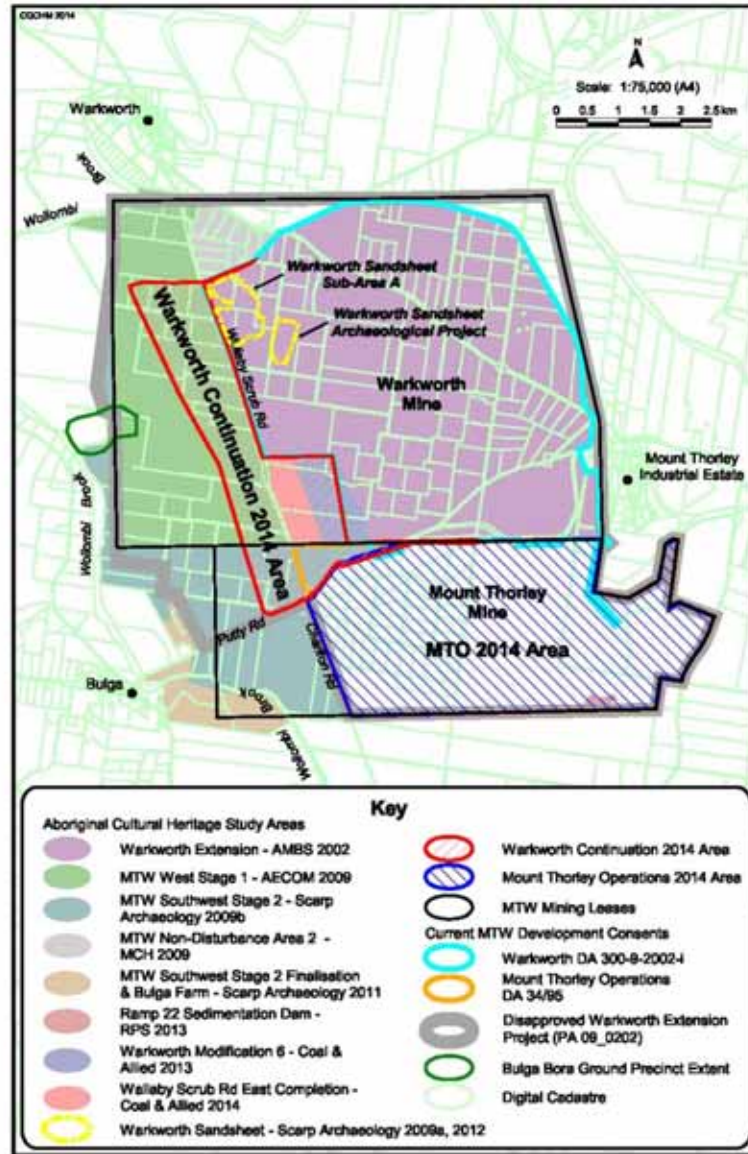 CQCHM 2014
N
Scale: 1:75,000 (A4)
0 0.5 1 1.5 2 2.5 km
Warkworth
Brook
Wollombi
Warkworth Sandsheet
Sub-Area A
Warkworth Sandsheet
Archaeological Project
Wallaby Scrub Rd
Warkworth
Mine
Warkworth Continuation 2014 Area
Mount Thorley
Industrial Estate
Wollombi Brook
Mount Thorley
Mine
MTO 2014 Area
Putty Rd
Charlton Rd
Bulga
Brook
Wollombi
Key
Aboriginal Cultural Heritage Study Areas
Warkworth Extension - AMBS 2002
MTW West Stage 1 - AECOM 2009
MTW Southwest Stage 2 - Scarp
Archaeology 2009b
MTW Non-Disturbance Area 2 -
MCH 2009
MTW Southwest Stage 2 Finalisation
& Bulga Farm - Scarp Archaeology 2011
Ramp 22 Sedimentation Dam -
RPS 2013
Warkworth Modification 6 - Coal &
Allied 2013
Wallaby Scrub Rd East Completion -
Coal & Allied 2014
Warkworth Sandsheet - Scarp Archaeology 2009a, 2012
Warkworth Continuation 2014 Area
Mount Thorley Operations 2014 Area
MTW Mining Leases
Current MTW Development Consents
Warkworth DA 300-9-2002-i
Mount Thorley Operations
DA 34/95
Disapproved Warkworth Extension
Project (PA 09_0202)
Bulga Bora Ground Precinct Extent
Digital Cadastre